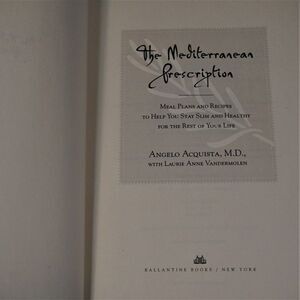 The Mediterranean
Prescription
MEAL PLANS AND RECIPES
TO HELP YOU STAY SLIM AND HEALTHY
FOR THE REST OF YOUR LIFE
ANGELO ACQUISTA, M.D.,
WITH LAURIE ANNE VANDERMOLEN
BALLANTINE BOOKS / NEW YORK